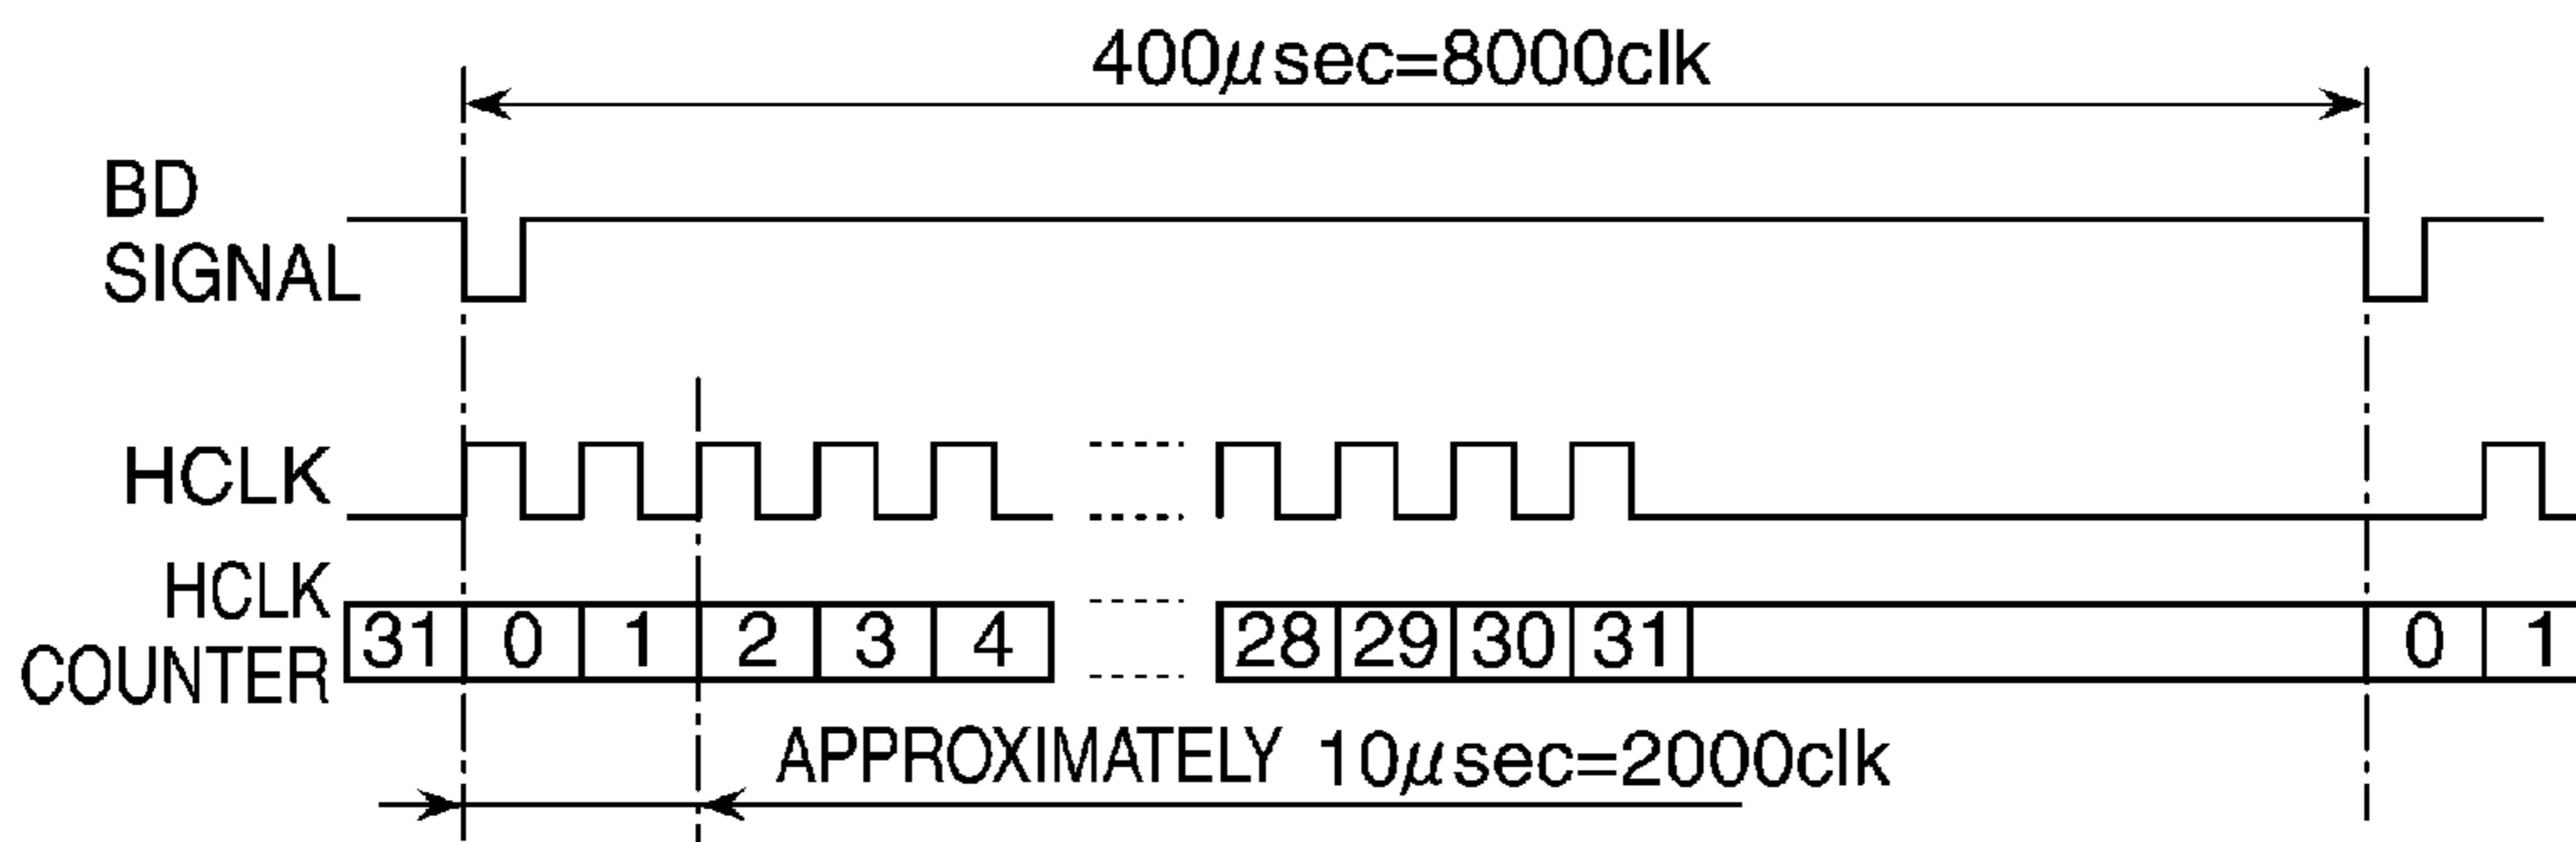 400μsec=8000clk
BD
SIGNAL
HCLK
HCLK
COUNTER
31 0 1 2 3 4 28 29 30 31 0 1
APPROXIMATELY 10μsec=2000clk